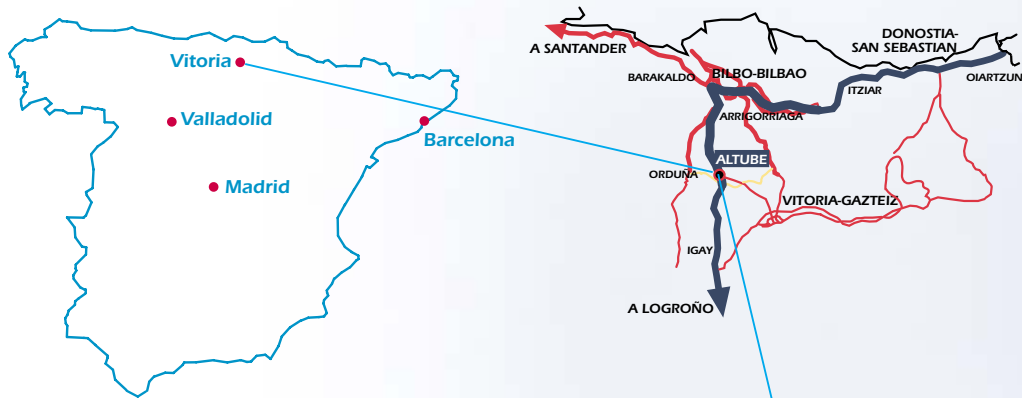 Vitoria
Valladolid
Barcelona
Madrid
A SANTANDER
DONOSTIA-
SAN SEBASTIAN
BARAKALDO
BILBO-BILBAO
ITZIAR
OIARTZUN
ARRIGORRIAGA
ALTUBE
ORDUÑA
VITORIA-GAZTEIZ
IGAY
A LOGROÑO